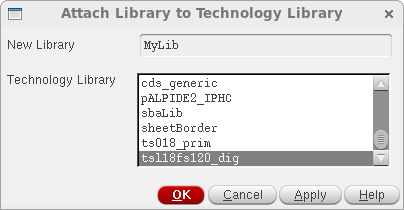 Attach Library to Technology Library
New Library
MyLib
Technology Library
cds_generic
pALPIDE2_IPHC
sbaLib
sheetBorder
ts018_prim
tsl18fs120_dig
OK
Cancel
Apply
Help